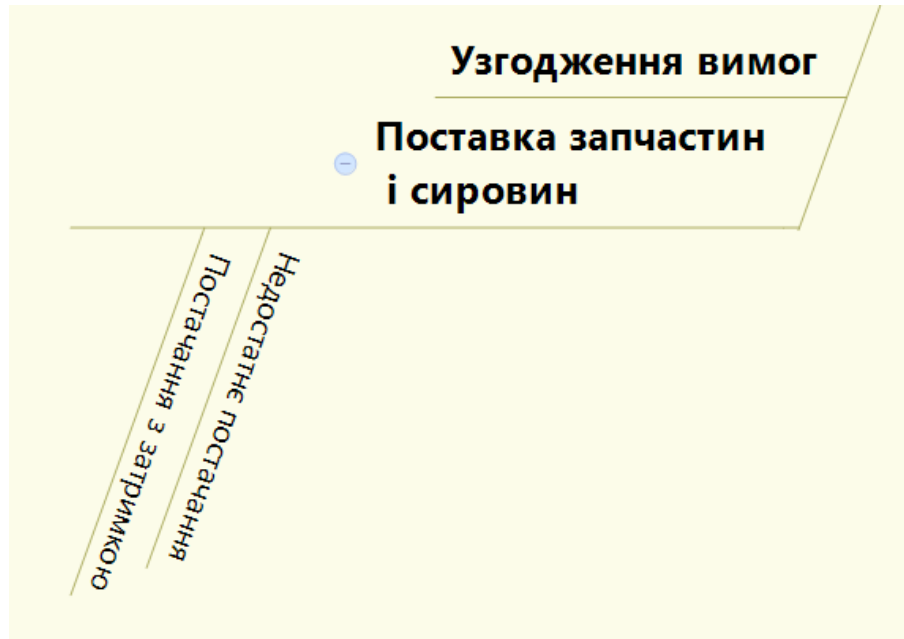 Узгодження вимог
Поставка запчастин
і сировин
Постачання з затримкою
Недостатнє постачання